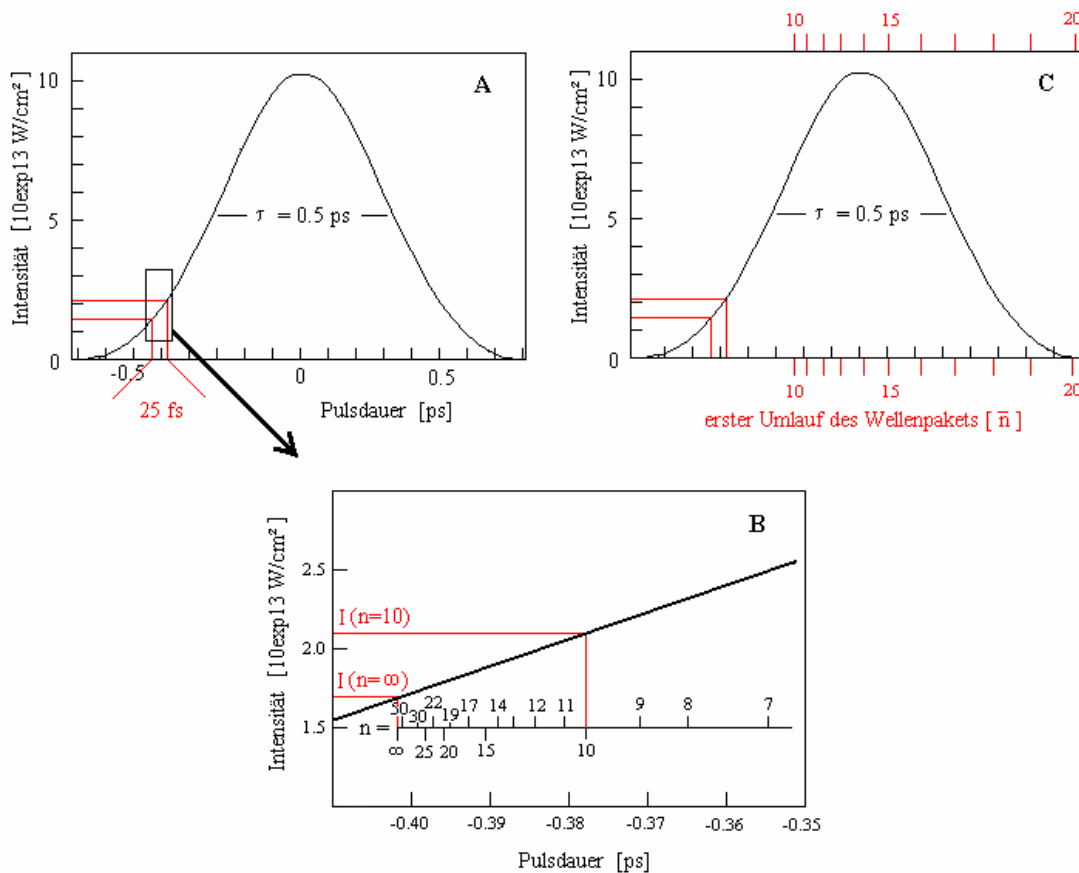 A
Intensität [10exp13 W/cm²]
10
5
0
τ = 0.5 ps
-0.5
0
0.5
25 fs
Pulsdauer [ps]
10
15
20
C
Intensität [10exp13 W/cm²]
10
5
0
τ = 0.5 ps
10
15
20
erster Umlauf des Wellenpakets [ n̅ ]
B
Intensität [10exp13 W/cm²]
2.5
2.0
1.5
I (n=10)
I (n=∞)
50 30 22 19 17 14 12 11 9 8 7
n =
∞ 25 20 15 10
-0.40 -0.39 -0.38 -0.37 -0.36 -0.35
Pulsdauer [ps]